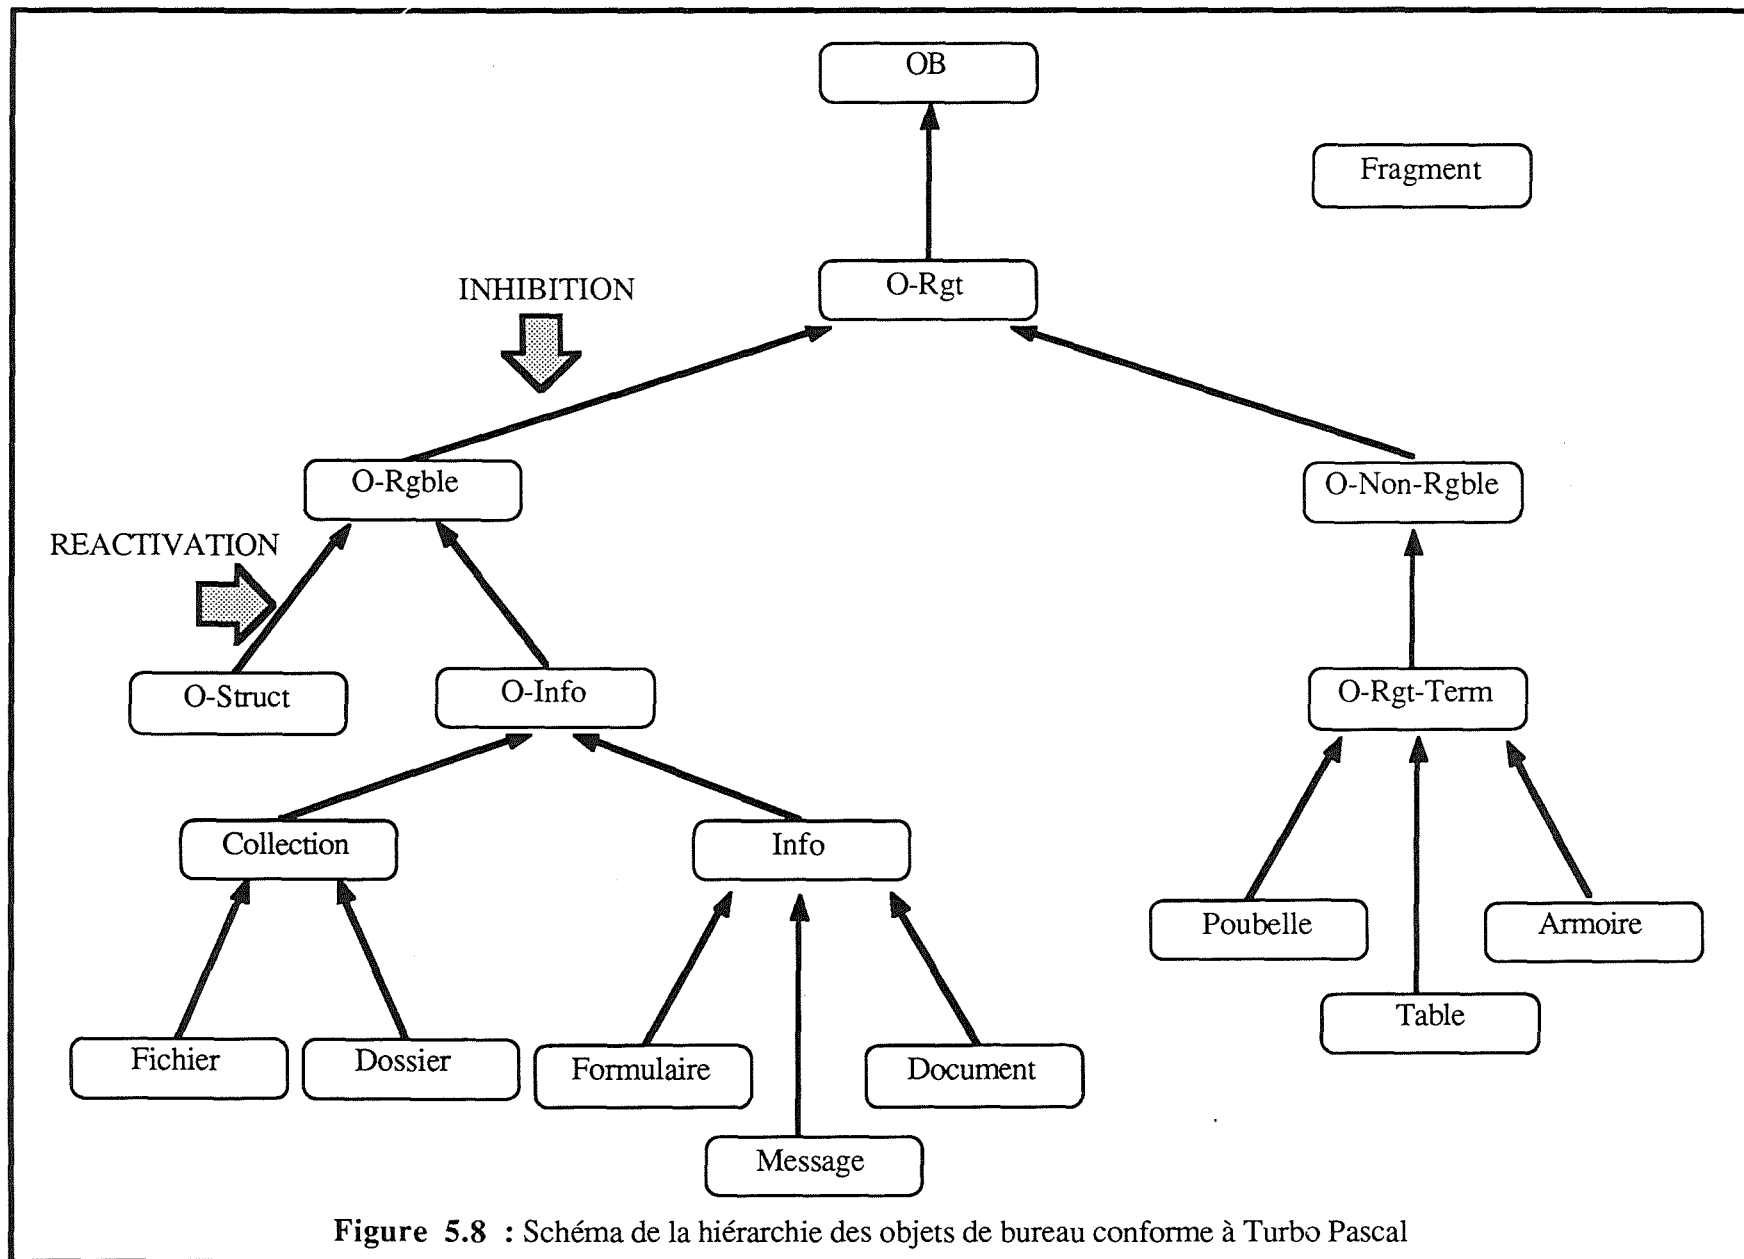 OB
Fragment
O-Rgt
INHIBITION
O-Rgble
O-Non-Rgble
REACTIVATION
O-Struct
O-Info
O-Rgt-Term
Collection
Info
Poubelle
Armoire
Table
Fichier
Dossier
Formulaire
Document
Message
Figure 5.8 : Schéma de la hiérarchie des objets de bureau conforme à Turbo Pascal